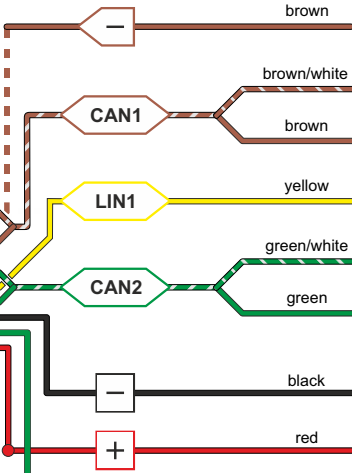 brown
−
brown/white
CAN1
brown
yellow
LIN1
green/white
CAN2
green
black
−
red
+